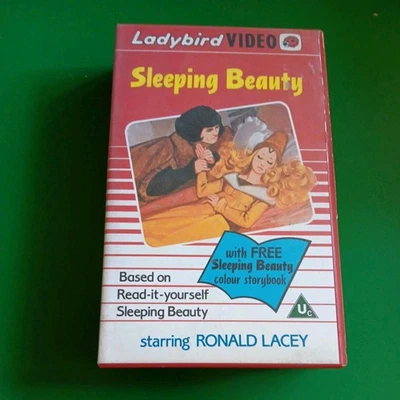 Ladybird VIDEO
Sleeping Beauty
with FREE
Sleeping Beauty
colour storybook
Based on
Read-it-yourself
Sleeping Beauty
Uc
starring RONALD LACEY